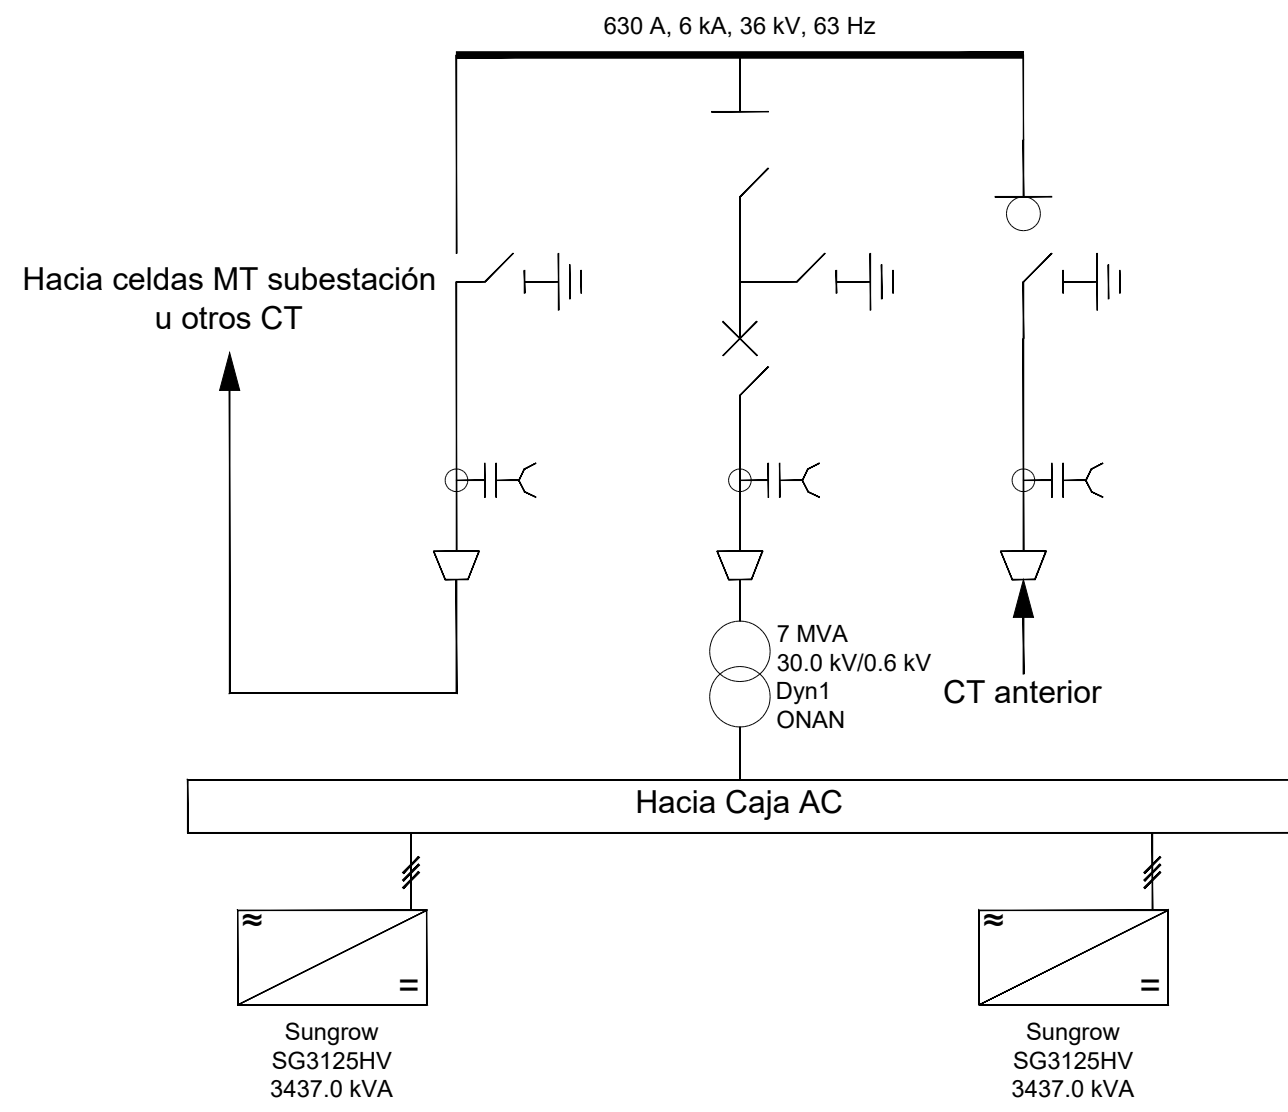 630 A, 6 kA, 36 kV, 63 Hz
Hacia celdas MT subestación
u otros CT
7 MVA
30.0 kV/0.6 kV
Dyn1
ONAN
CT anterior
Hacia Caja AC
≈
=
Sungrow
SG3125HV
3437.0 kVA
≈
=
Sungrow
SG3125HV
3437.0 kVA